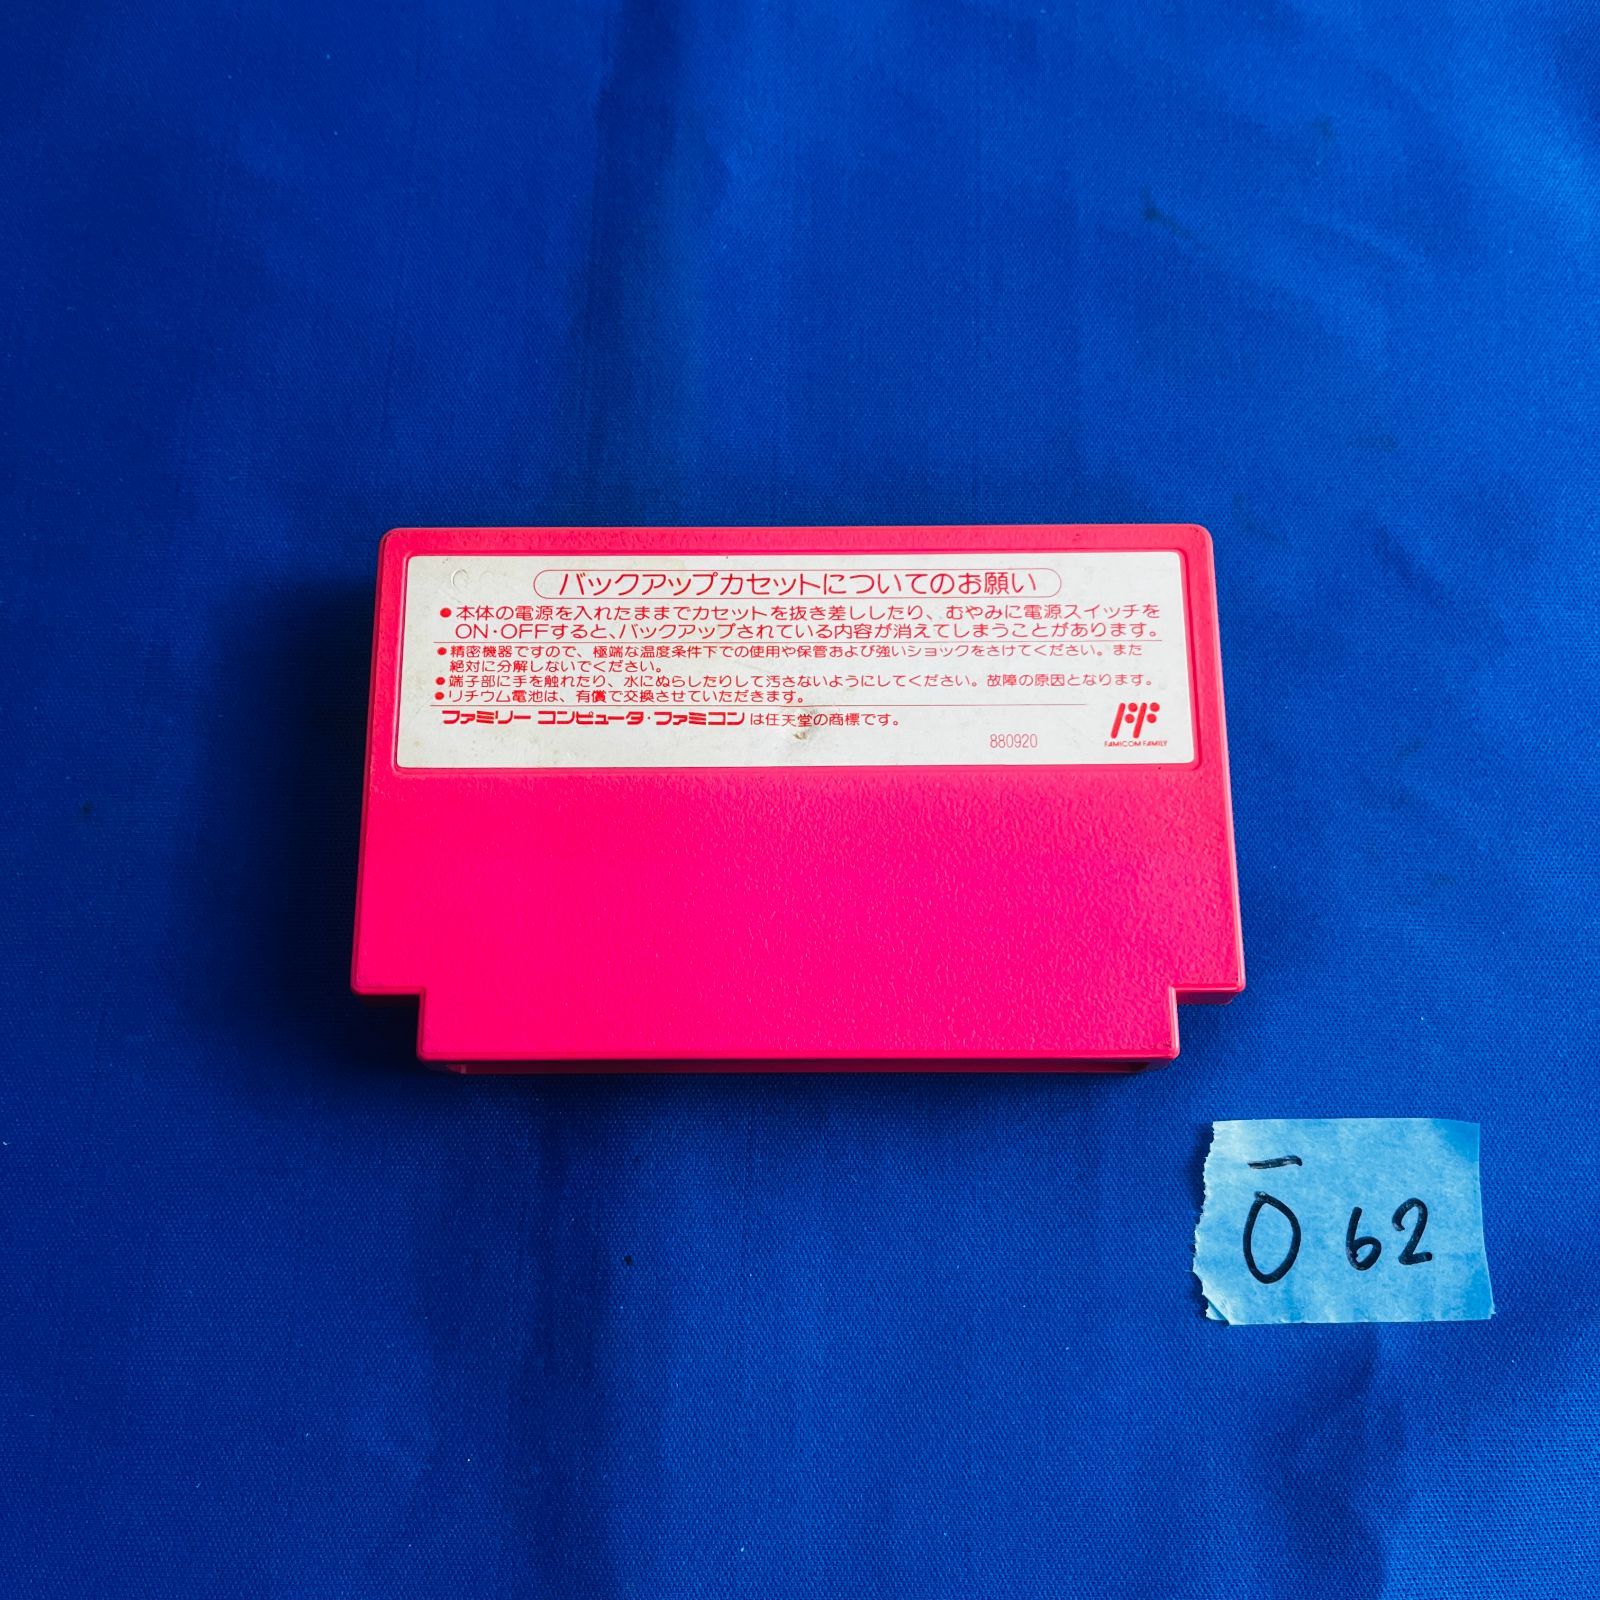 バックアップカセットについてのお願い
●本体の電源を入れたままでカセットを抜き差ししたり、むやみに電源スイッチを
ON・OFFすると、バックアップされている内容が消えてしまうことがあります。
●精密機器ですので、極端な温度条件下での使用や保管および強いショックをさけてください。また
絶対に分解しないでください。
●端子部に手を触れたり、水にぬらしたりして汚さないようにしてください。故障の原因となります。
●リチウム電池は、有償で交換させていただきます。
ファミリーコンピュータ・ファミコンは任天堂の商標です。
880920
FAMICOM FAMILY
Ō 62